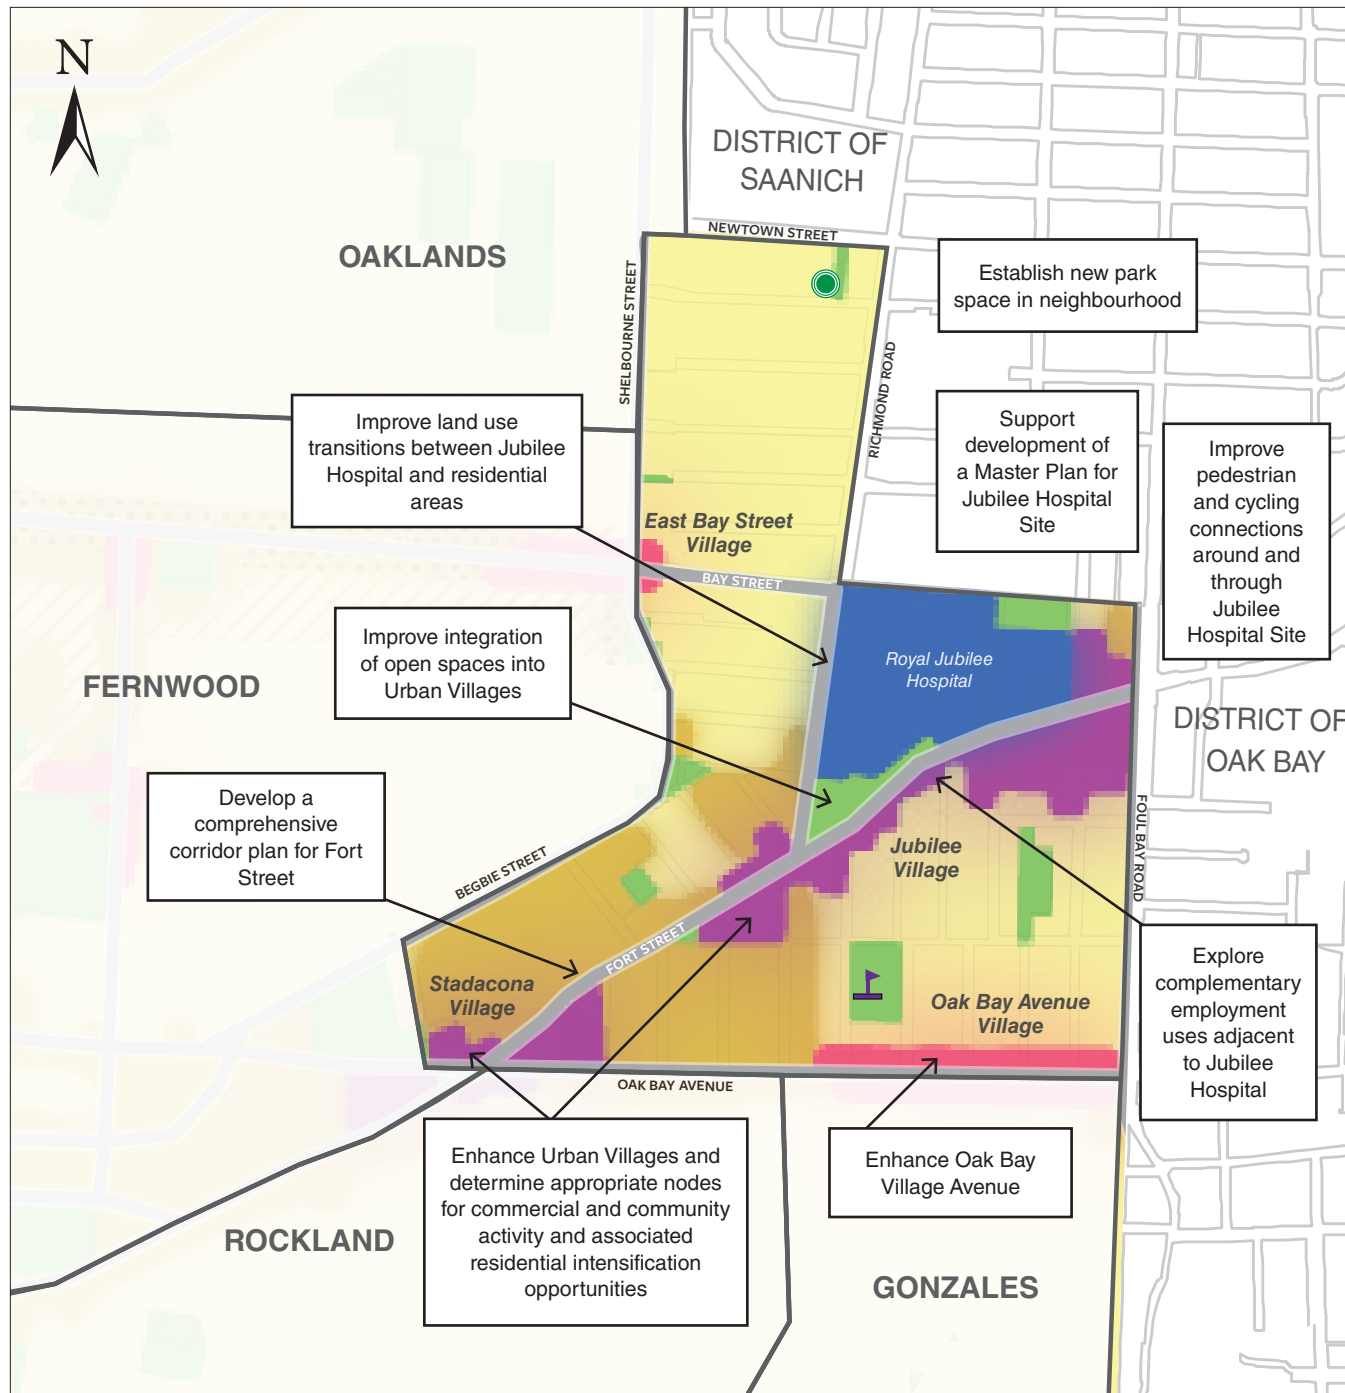 N
DISTRICT OF
SAANICH
NEWTOWN STREET
OAKLANDS
SHELBOURNE STREET
Establish new park
space in neighbourhood
RICHMOND ROAD
Improve land use
transitions between Jubilee
Hospital and residential
areas
Support
development of
a Master Plan for
Jubilee Hospital
Site
Improve
pedestrian
and cycling
connections
around and
through
Jubilee
Hospital Site
East Bay Street
Village
BAY STREET
Improve integration
of open spaces into
Urban Villages
Royal Jubilee
Hospital
FERNWOOD
DISTRICT OF
OAK BAY
Develop a
comprehensive
corridor plan for Fort
Street
BEGBIE STREET
Jubilee
Village
FOUL BAY ROAD
FORT STREET
Stadacona
Village
Oak Bay Avenue
Village
Explore
complementary
employment
uses adjacent
to Jubilee
Hospital
OAK BAY AVENUE
Enhance Urban Villages and
determine appropriate nodes
for commercial and community
activity and associated
residential intensification
opportunities
Enhance Oak Bay
Village Avenue
ROCKLAND
GONZALES